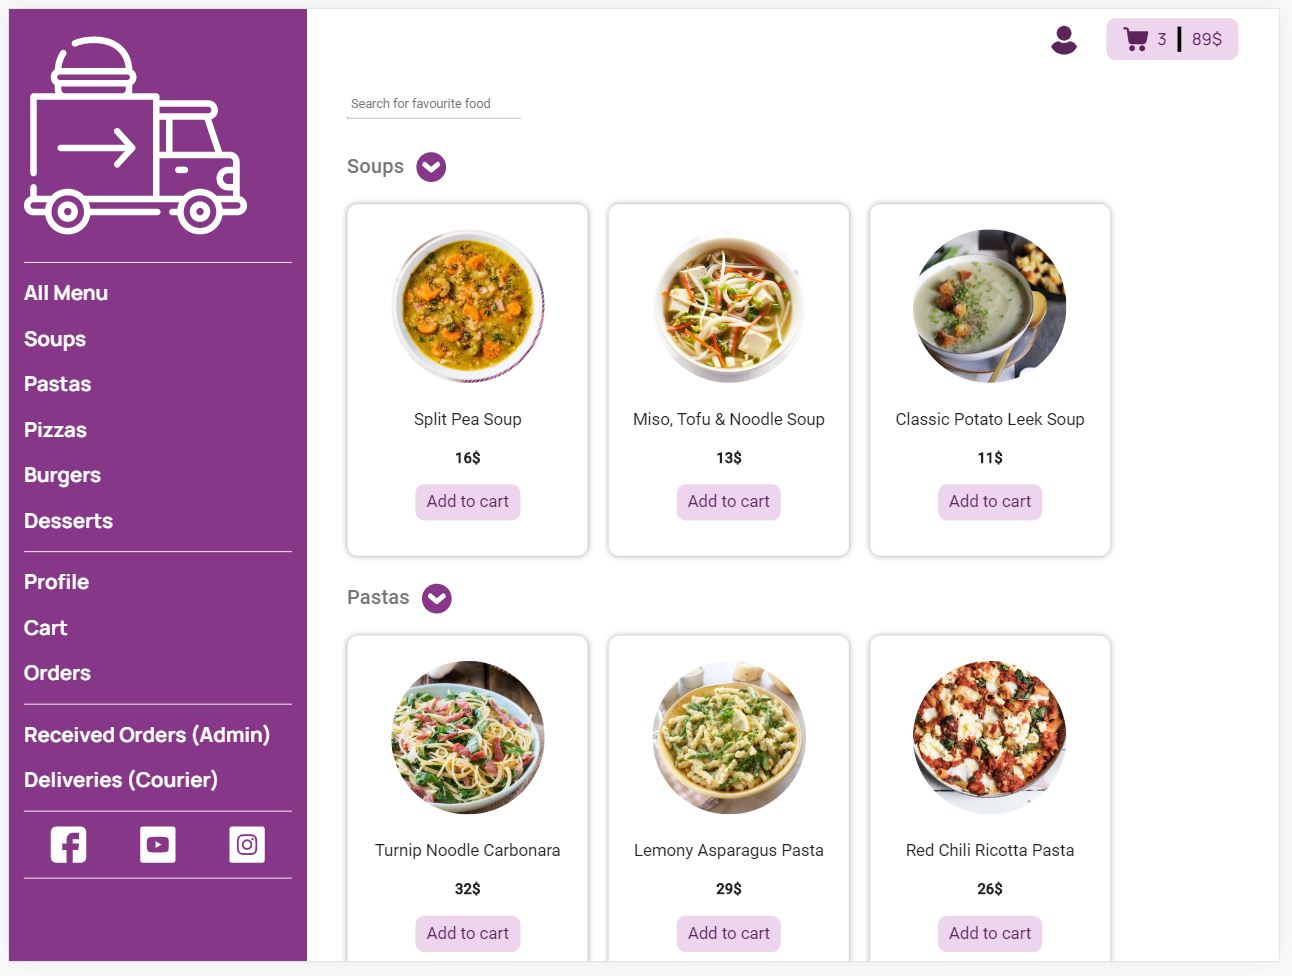 All Menu
Soups
Pastas
Pizzas
Burgers
Desserts
Profile
Cart
Orders
Received Orders (Admin)
Deliveries (Courier)
3 89$
Search for favourite food
Soups
Split Pea Soup
16$
Add to cart
Miso, Tofu & Noodle Soup
13$
Add to cart
Classic Potato Leek Soup
11$
Add to cart
Pastas
Turnip Noodle Carbonara
32$
Add to cart
Lemony Asparagus Pasta
29$
Add to cart
Red Chili Ricotta Pasta
26$
Add to cart